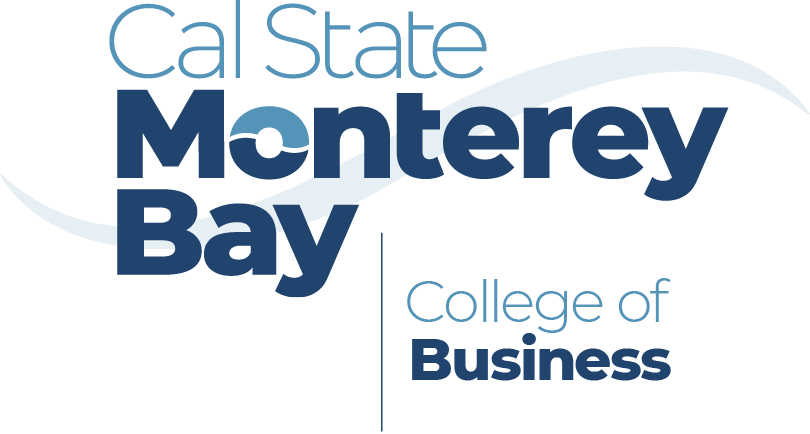 Cal State
Monterey
Bay
College of
Business